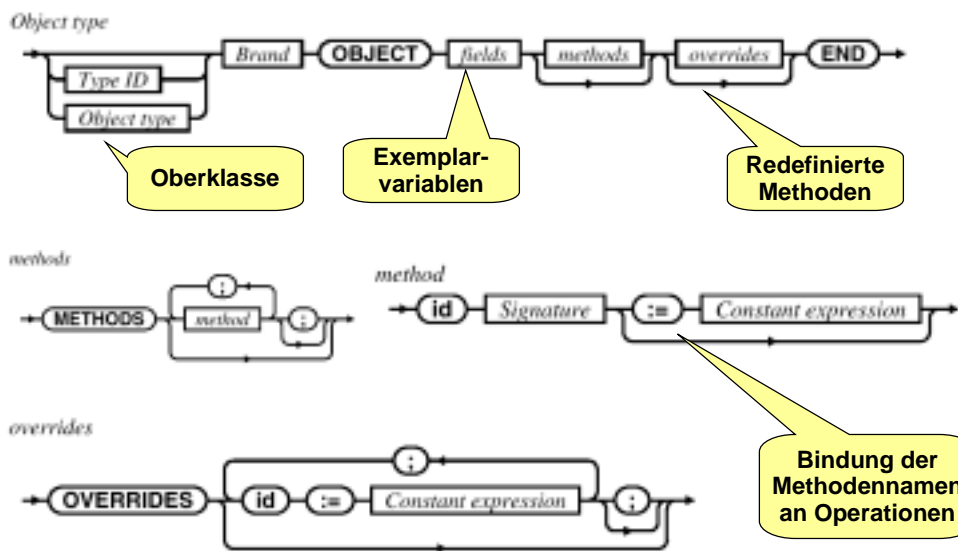 Object type
Brand OBJECT fields methods overrides END
Type ID
Object type
Oberklasse
Exemplar-
variablen
Redefinierte
Methoden
methods
;
METHODS method ;
method
id Signature := Constant expression
overrides
;
OVERRIDES id := Constant expression ;
Bindung der
Methodennamen
an Operationen